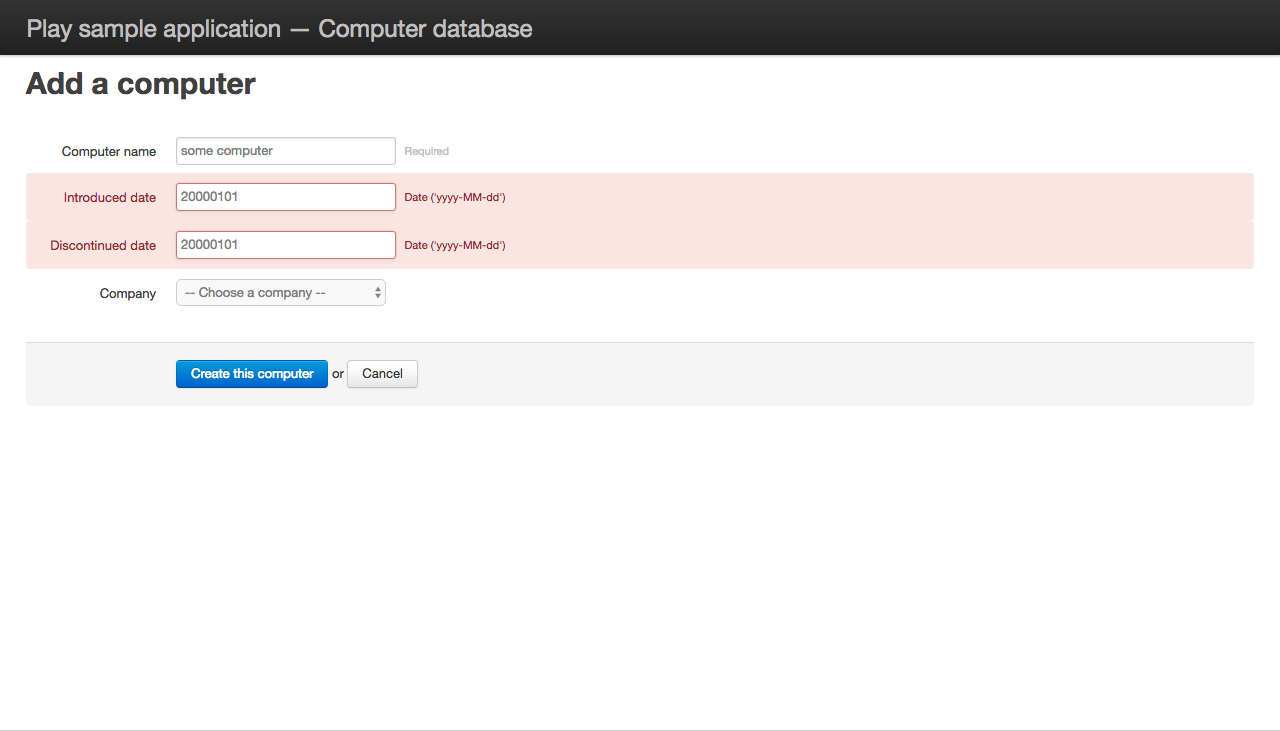 Play sample application — Computer database
Add a computer
Computer name some computer Required
Introduced date 20000101 Date ('yyyy-MM-dd')
Discontinued date 20000101 Date ('yyyy-MM-dd')
Company -- Choose a company --
Create this computer or Cancel